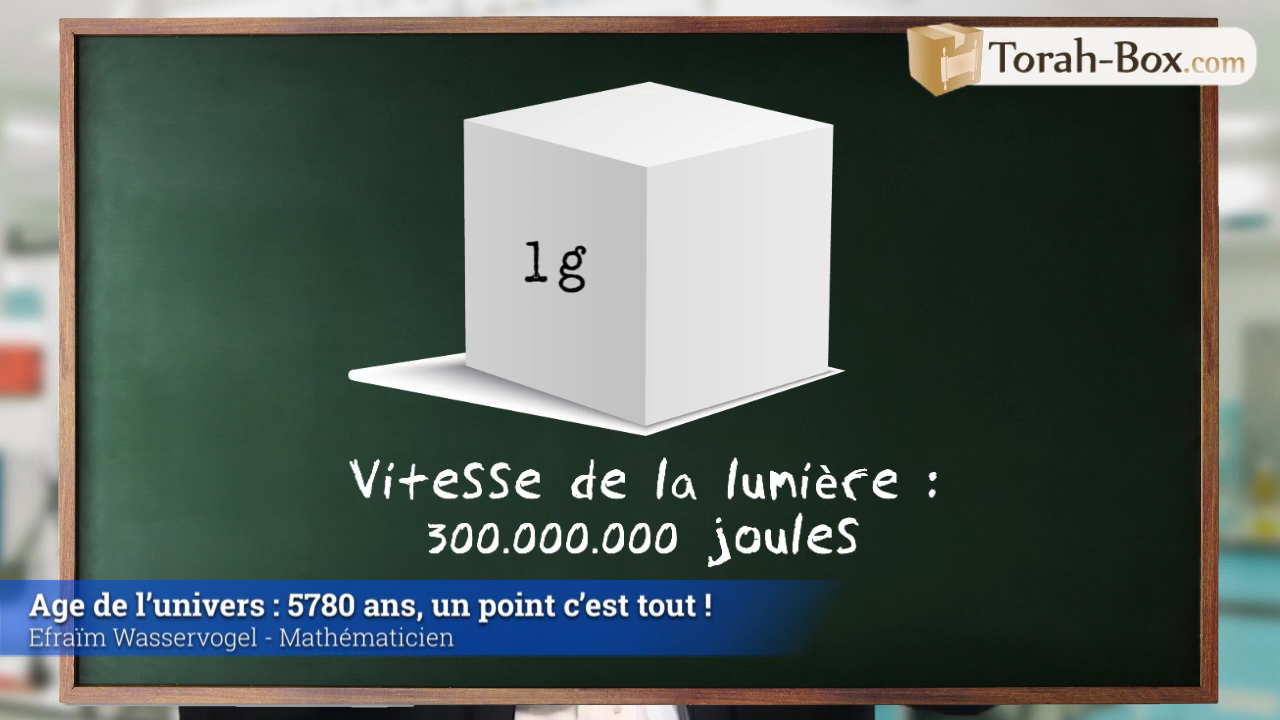 Torah-Box.com
1g
Vitesse de la lumière :
300.000.000 joules
Age de l’univers : 5780 ans, un point c’est tout !
Efraïm Wasservogel - Mathématicien